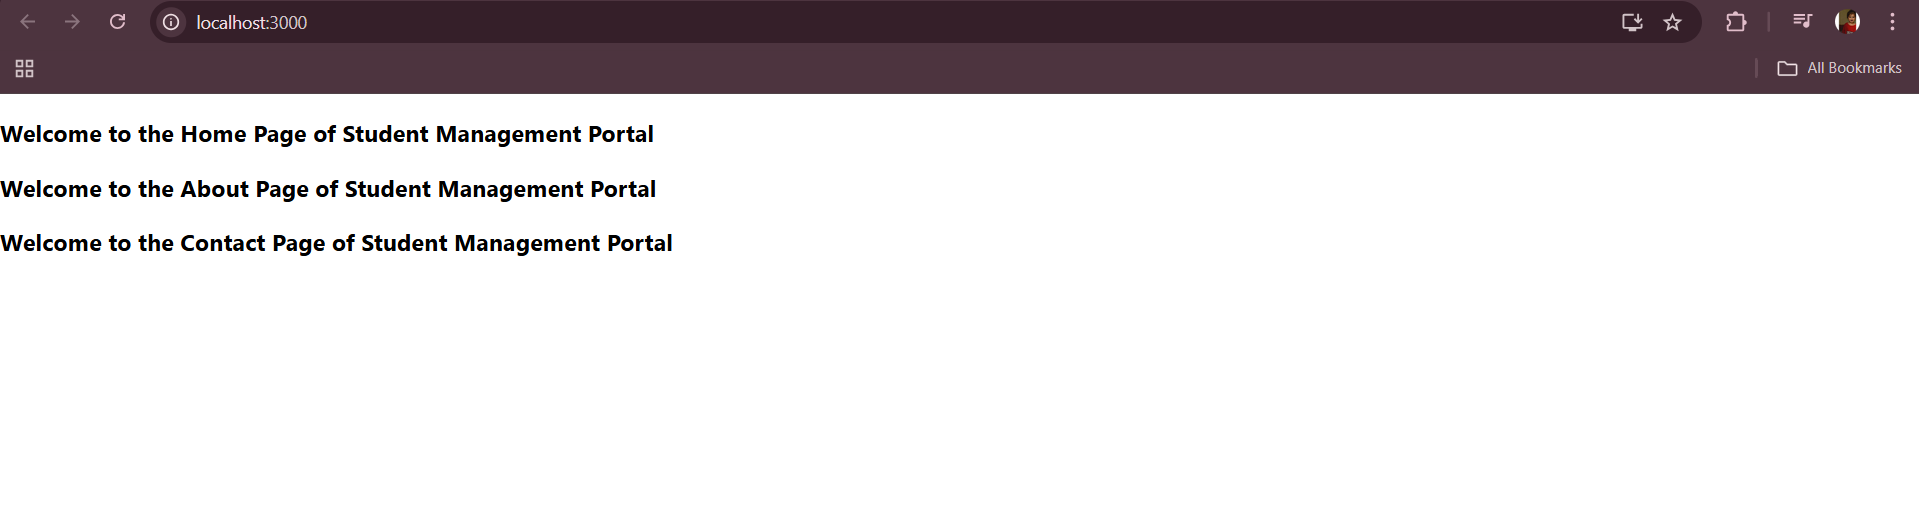 localhost:3000
All Bookmarks
Welcome to the Home Page of Student Management Portal
Welcome to the About Page of Student Management Portal
Welcome to the Contact Page of Student Management Portal